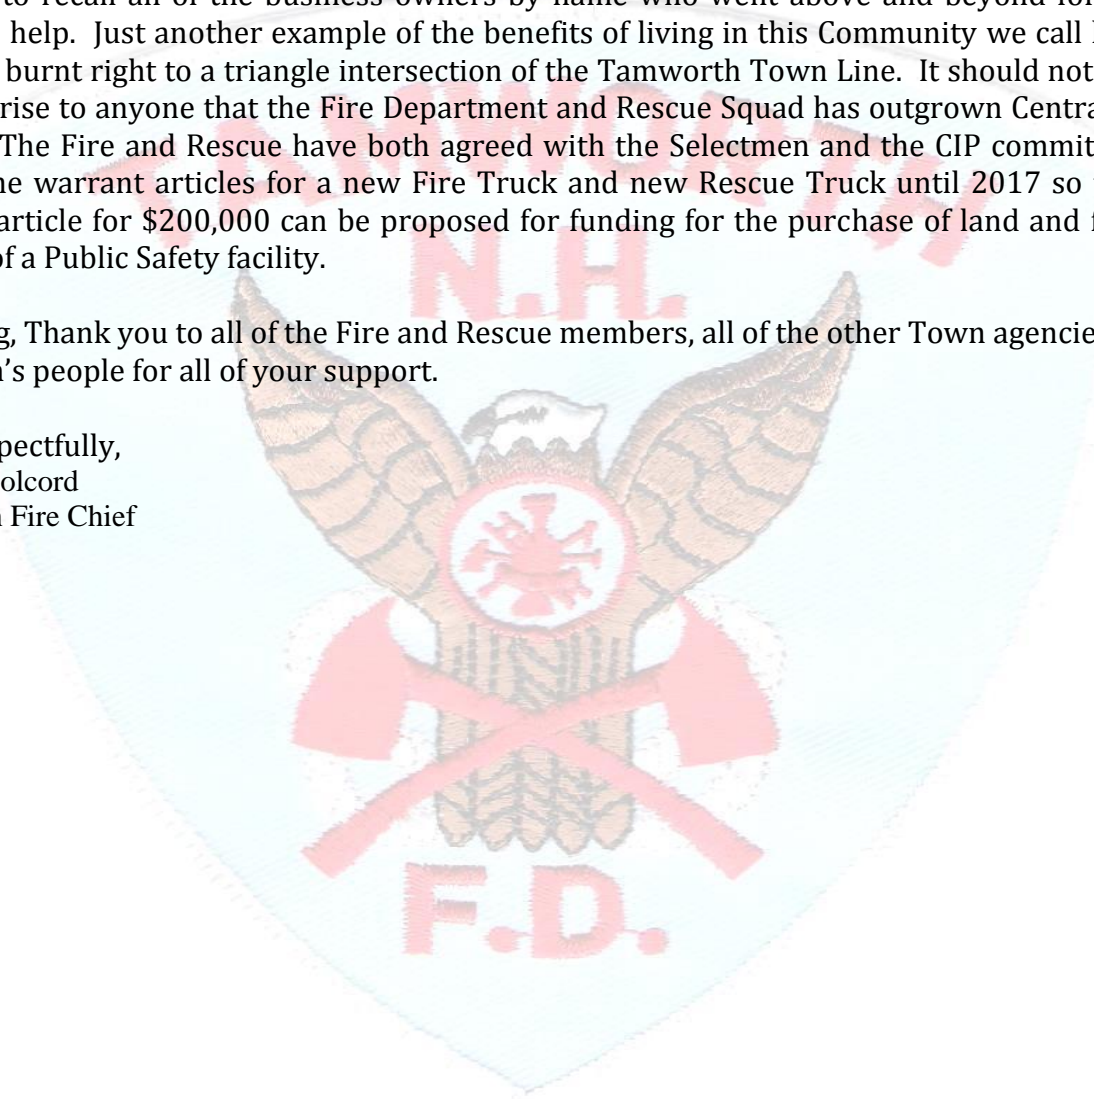 to recall all of the business owners by name who went above and beyond for
help. Just another example of the benefits of living in this Community we call
burnt right to a triangle intersection of the Tamworth Town Line. It should not
rise to anyone that the Fire Department and Rescue Squad has outgrown Centra
The Fire and Rescue have both agreed with the Selectmen and the CIP commit
ne warrant articles for a new Fire Truck and new Rescue Truck until 2017 so
article for $200,000 can be proposed for funding for the purchase of land and f
of a Public Safety facility.
g, Thank you to all of the Fire and Rescue members, all of the other Town agencie
n's people for all of your support.
pectfully,
olcord
n Fire Chief
TAMWORTH
N.H.
F.D.